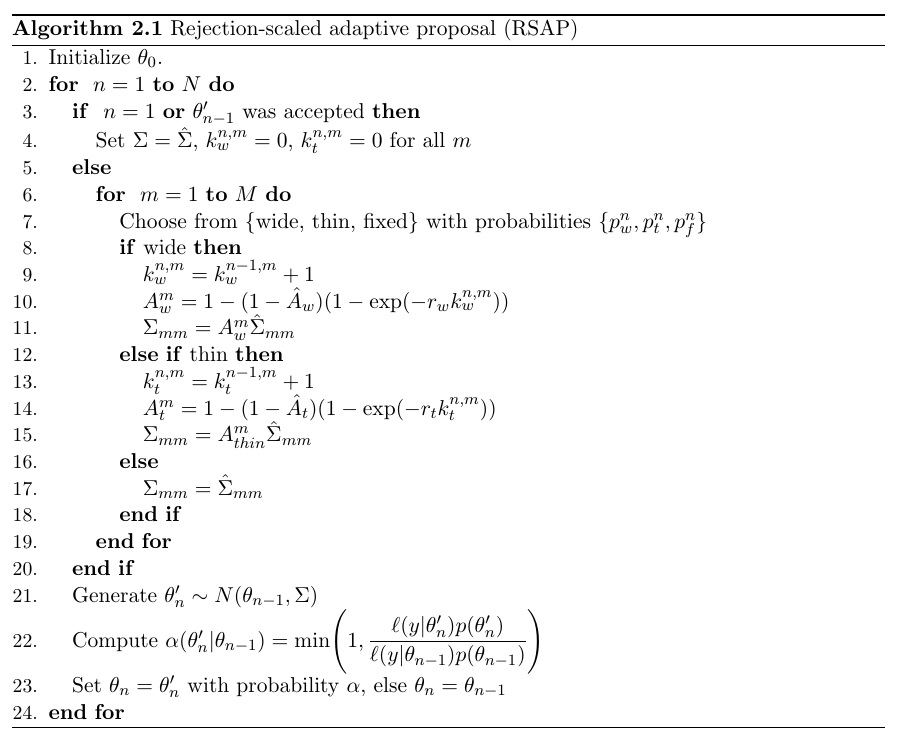 Algorithm 2.1 Rejection-scaled adaptive proposal (RSAP)
1. Initialize $\theta_0$.
2. for $n = 1$ to $N$ do
3. if $n = 1$ or $\theta'_{n-1}$ was accepted then
4. Set $\Sigma = \hat{\Sigma}$, $k_w^{n,m} = 0$, $k_t^{n,m} = 0$ for all $m$
5. else
6. for $m = 1$ to $M$ do
7. Choose from {wide, thin, fixed} with probabilities $\{p_w^n, p_t^n, p_f^n\}$
8. if wide then
9. $k_w^{n,m} = k_w^{n-1,m} + 1$
10. $A_w^m = 1 - (1 - \hat{A}_w)(1 - \exp(-r_w k_w^{n,m}))$
11. $\Sigma_{mm} = A_w^m \hat{\Sigma}_{mm}$
12. else if thin then
13. $k_t^{n,m} = k_t^{n-1,m} + 1$
14. $A_t^m = 1 - (1 - \hat{A}_t)(1 - \exp(-r_t k_t^{n,m}))$
15. $\Sigma_{mm} = A_{thin}^m \hat{\Sigma}_{mm}$
16. else
17. $\Sigma_{mm} = \hat{\Sigma}_{mm}$
18. end if
19. end for
20. end if
21. Generate $\theta'_n \sim N(\theta_{n-1}, \Sigma)$
22. Compute $\alpha(\theta'_n|\theta_{n-1}) = \min\left(1, \frac{\ell(y|\theta'_n)p(\theta'_n)}{\ell(y|\theta_{n-1})p(\theta_{n-1})}\right)$
23. Set $\theta_n = \theta'_n$ with probability $\alpha$, else $\theta_n = \theta_{n-1}$
24. end for